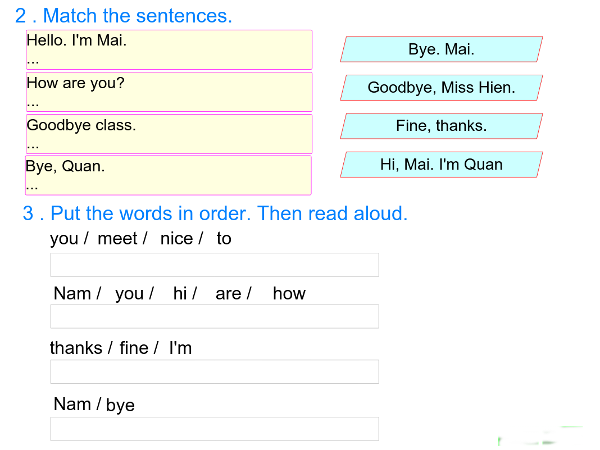 2 . Match the sentences.
Hello. I'm Mai.
...
Bye. Mai.
How are you?
...
Goodbye, Miss Hien.
Goodbye class.
...
Fine, thanks.
Bye, Quan.
...
Hi, Mai. I'm Quan
3 . Put the words in order. Then read aloud.
you / meet / nice / to
Nam / you / hi / are / how
thanks / fine / I'm
Nam / bye